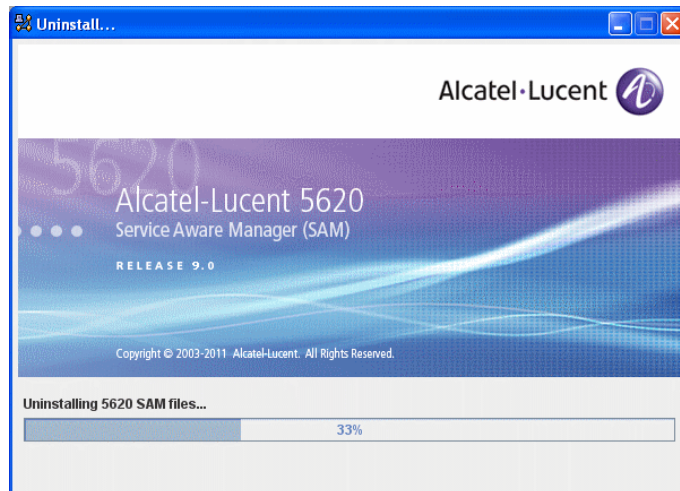 Uninstall...
Alcatel·Lucent
5620
Alcatel-Lucent 5620
Service Aware Manager (SAM)
RELEASE 9.0
Copyright © 2003-2011 Alcatel-Lucent. All Rights Reserved.
Uninstalling 5620 SAM files...
33%